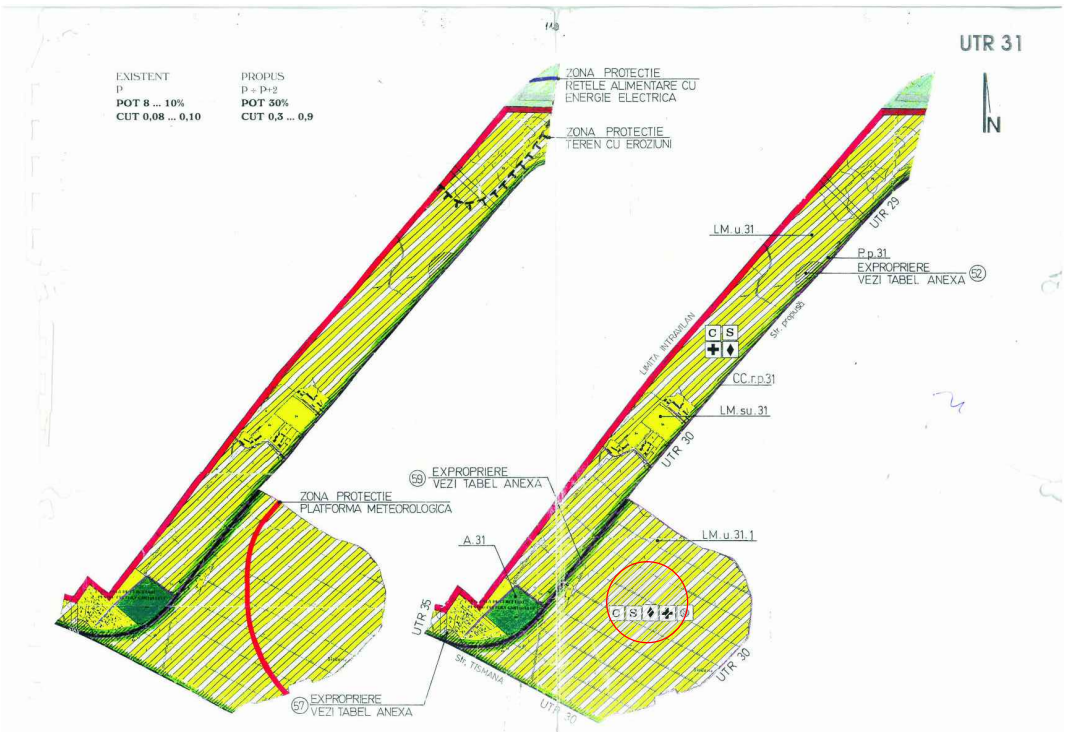 UTR 31
EXISTENT
P
POT 8 ... 10%
CUT 0,08 ... 0,10
PROPUS
P ÷ P+2
POT 30%
CUT 0,3 ... 0,9
ZONA PROTECTIE
RETELE ALIMENTARE CU
ENERGIE ELECTRICA
ZONA PROTECTIE
TEREN CU EROZIUNI
N
UTR 29
LM.u.31
P.p.31
EXPROPRIERE
VEZI TABEL ANEXA 52
Str. propusă
LIMITA INTRAVILAN
C S
CC.r.p.31
LM.su.31
UTR 30
59 EXPROPRIERE
VEZI TABEL ANEXA
ZONA PROTECTIE
PLATFORMA METEOROLOGICA
A.31
LM.u.31.1
C S
UTR 35
Str. TISMANA
UTR 30
UTR 30
57 EXPROPRIERE
VEZI TABEL ANEXA